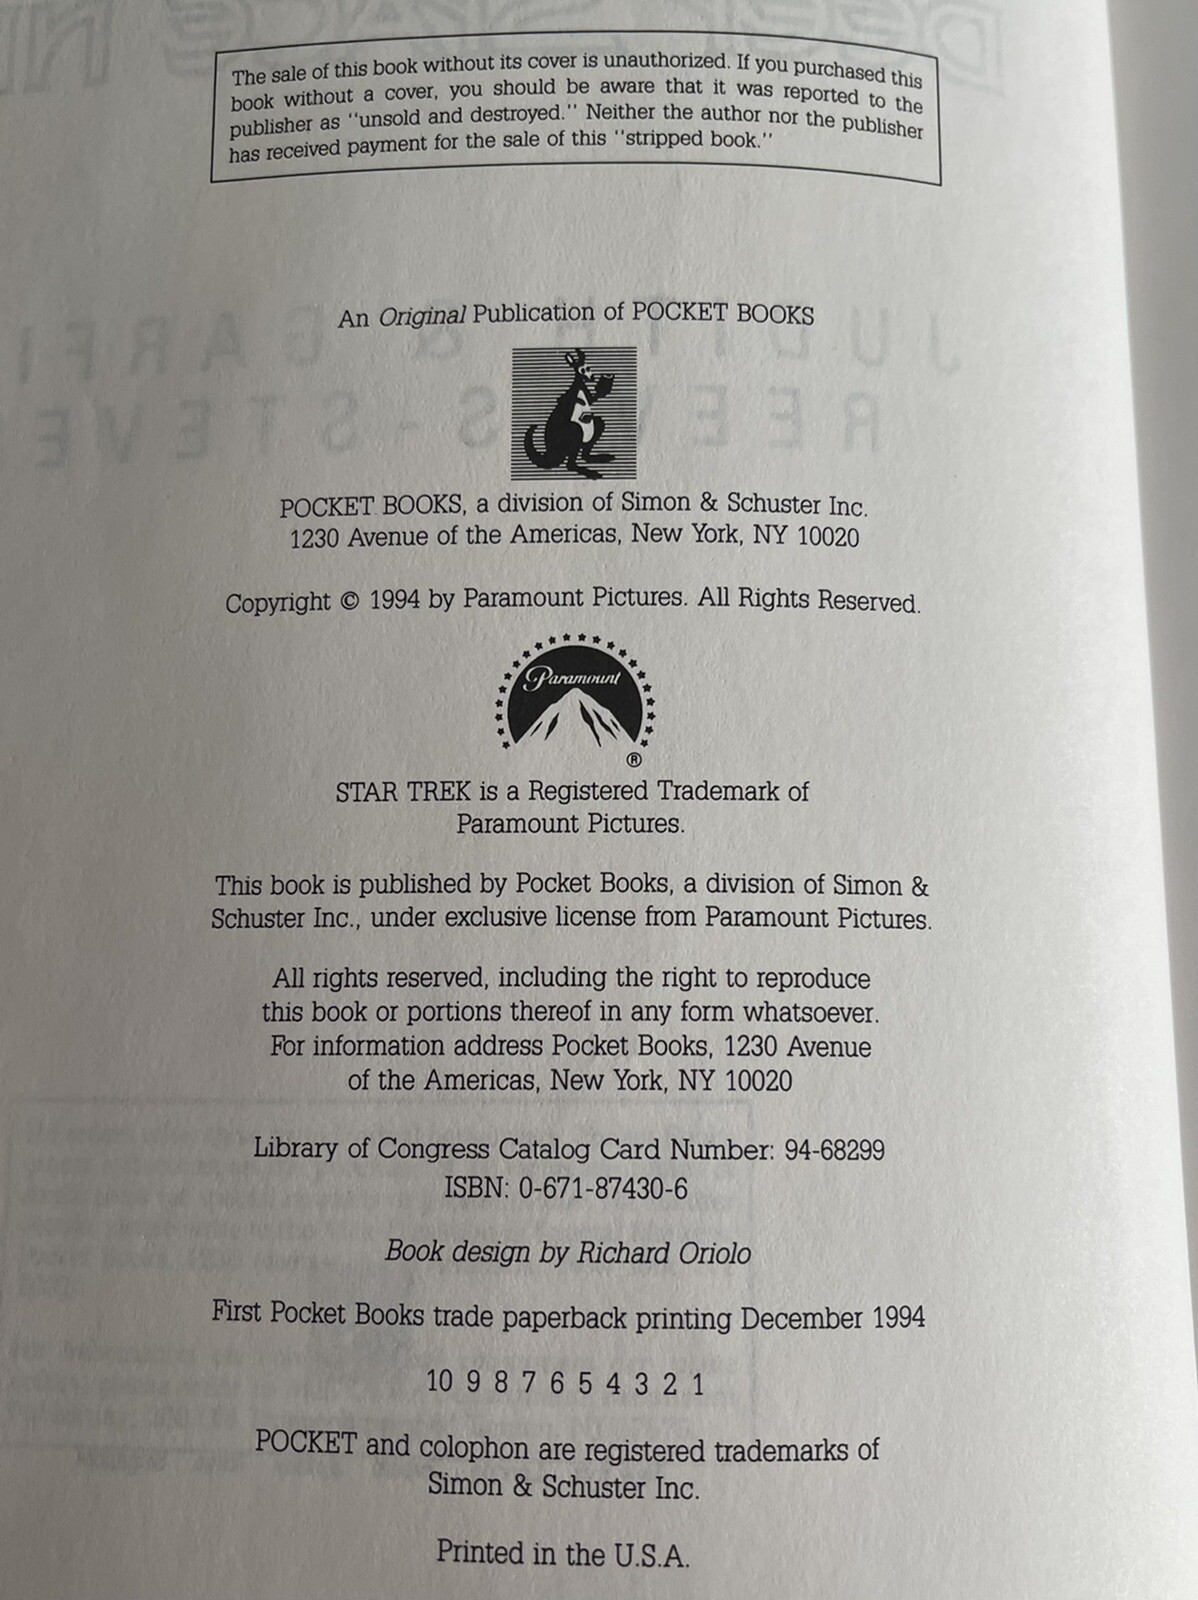 The sale of this book without its cover is unauthorized. If you purchased this
book without a cover, you should be aware that it was reported to the
publisher as "unsold and destroyed." Neither the author nor the publisher
has received payment for the sale of this "stripped book."
An Original Publication of POCKET BOOKS
POCKET BOOKS, a division of Simon & Schuster Inc.
1230 Avenue of the Americas, New York, NY 10020
Copyright © 1994 by Paramount Pictures. All Rights Reserved.
Paramount
®
STAR TREK is a Registered Trademark of
Paramount Pictures.
This book is published by Pocket Books, a division of Simon &
Schuster Inc., under exclusive license from Paramount Pictures.
All rights reserved, including the right to reproduce
this book or portions thereof in any form whatsoever.
For information address Pocket Books, 1230 Avenue
of the Americas, New York, NY 10020
Library of Congress Catalog Card Number: 94-68299
ISBN: 0-671-87430-6
Book design by Richard Oriolo
First Pocket Books trade paperback printing December 1994
10 9 8 7 6 5 4 3 2 1
POCKET and colophon are registered trademarks of
Simon & Schuster Inc.
Printed in the U.S.A.